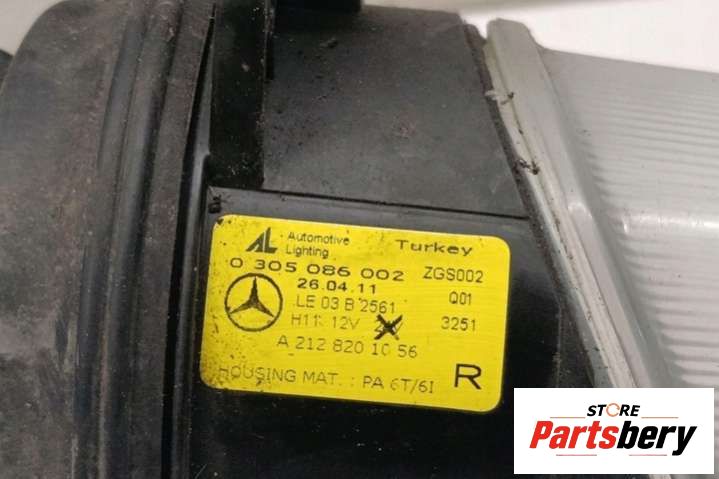 AL Automotive Lighting Turkey
0 305 086 002 ZGS002
26.04.11 Q01
LE 03 B 2561
H11 12V 3251
A 212 820 10 56
HOUSING MAT. : PA 6T/6I R
STORE
Partsbery